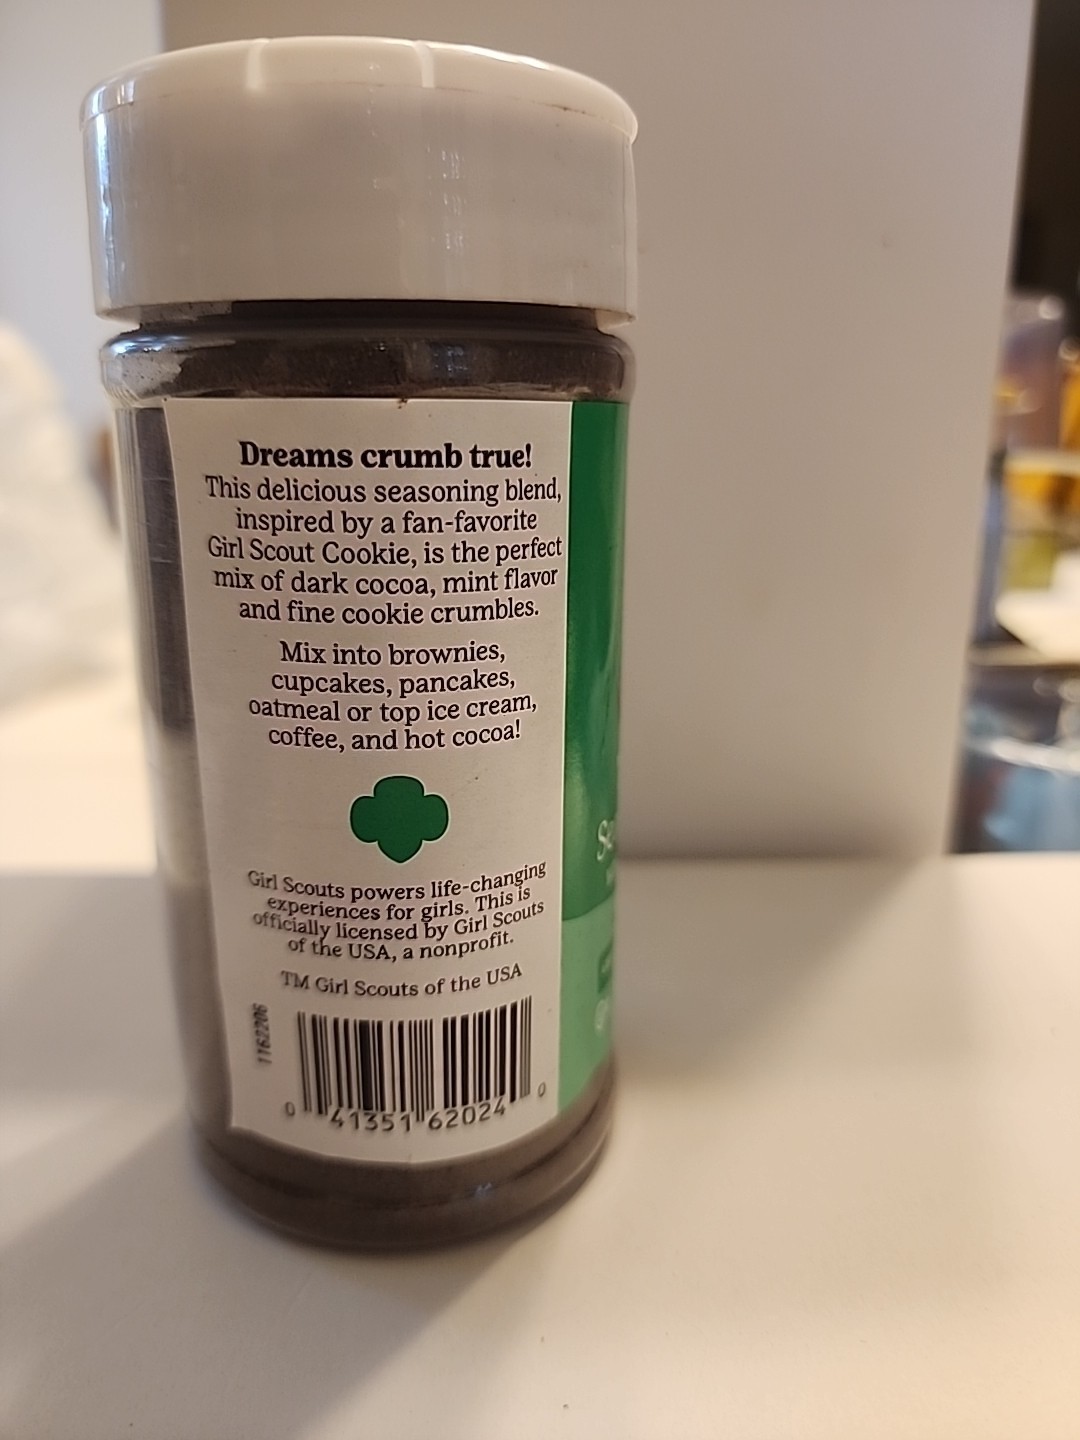 Dreams crumb true!
This delicious seasoning blend,
inspired by a fan-favorite
Girl Scout Cookie, is the perfect
mix of dark cocoa, mint flavor
and fine cookie crumbles.
Mix into brownies,
cupcakes, pancakes,
oatmeal or top ice cream,
coffee, and hot cocoa!
Girl Scouts powers life-changing
experiences for girls. This is
officially licensed by Girl Scouts
of the USA, a nonprofit.
TM Girl Scouts of the USA
1162206
0 41351 62024 0